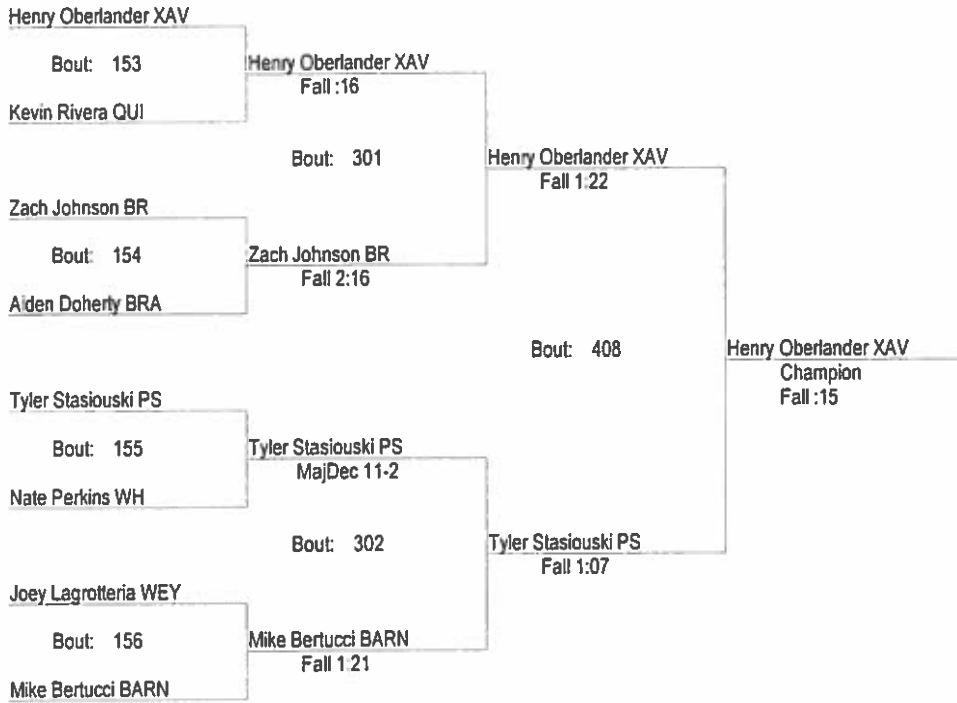 Henry Oberlander XAV
Bout: 153
Kevin Rivera QUI
Henry Oberlander XAV
Fall :16
Bout: 301
Zach Johnson BR
Bout: 154
Aiden Doherty BRA
Zach Johnson BR
Fall 2:16
Henry Oberlander XAV
Fall 1:22
Bout: 408
Tyler Stasiouski PS
Bout: 155
Nate Perkins WH
Tyler Stasiouski PS
MajDec 11-2
Bout: 302
Joey Lagrotteria WEY
Bout: 156
Mike Bertucci BARN
Mike Bertucci BARN
Fall 1:21
Tyler Stasiouski PS
Fall 1:07
Henry Oberlander XAV
Champion
Fall :15